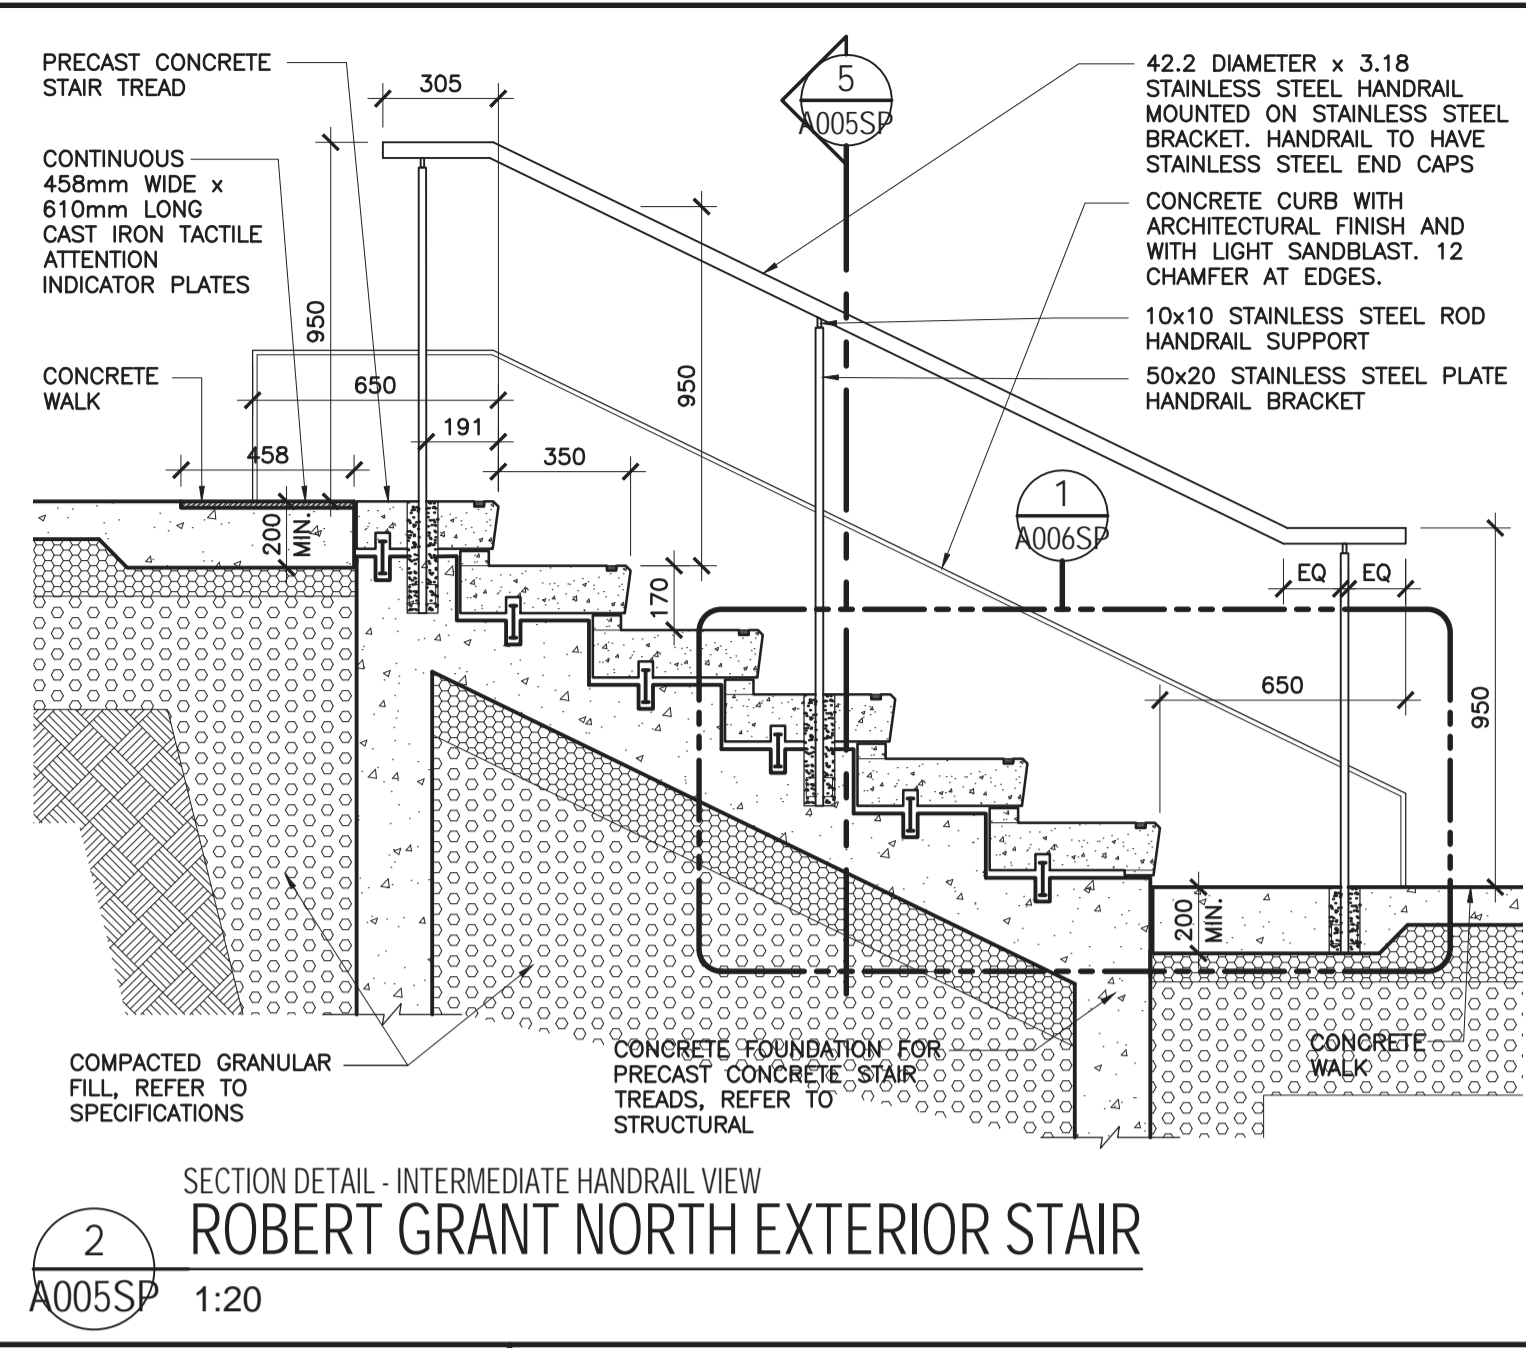 PRECAST CONCRETE
STAIR TREAD
CONTINUOUS
458mm WIDE x
610mm LONG
CAST IRON TACTILE
ATTENTION
INDICATOR PLATES
CONCRETE
WALK
305
950
650
191
458
350
200
MIN.
950
170
5
A005SP
42.2 DIAMETER x 3.18
STAINLESS STEEL HANDRAIL
MOUNTED ON STAINLESS STEEL
BRACKET. HANDRAIL TO HAVE
STAINLESS STEEL END CAPS
CONCRETE CURB WITH
ARCHITECTURAL FINISH AND
WITH LIGHT SANDBLAST. 12
CHAMFER AT EDGES.
10x10 STAINLESS STEEL ROD
HANDRAIL SUPPORT
50x20 STAINLESS STEEL PLATE
HANDRAIL BRACKET
1
A006SP
EQ EQ
650
950
200
MIN.
COMPACTED GRANULAR
FILL, REFER TO
SPECIFICATIONS
CONCRETE FOUNDATION FOR
PRECAST CONCRETE STAIR
TREADS, REFER TO
STRUCTURAL
CONCRETE
WALK
SECTION DETAIL - INTERMEDIATE HANDRAIL VIEW
ROBERT GRANT NORTH EXTERIOR STAIR
2
A005SP
1:20